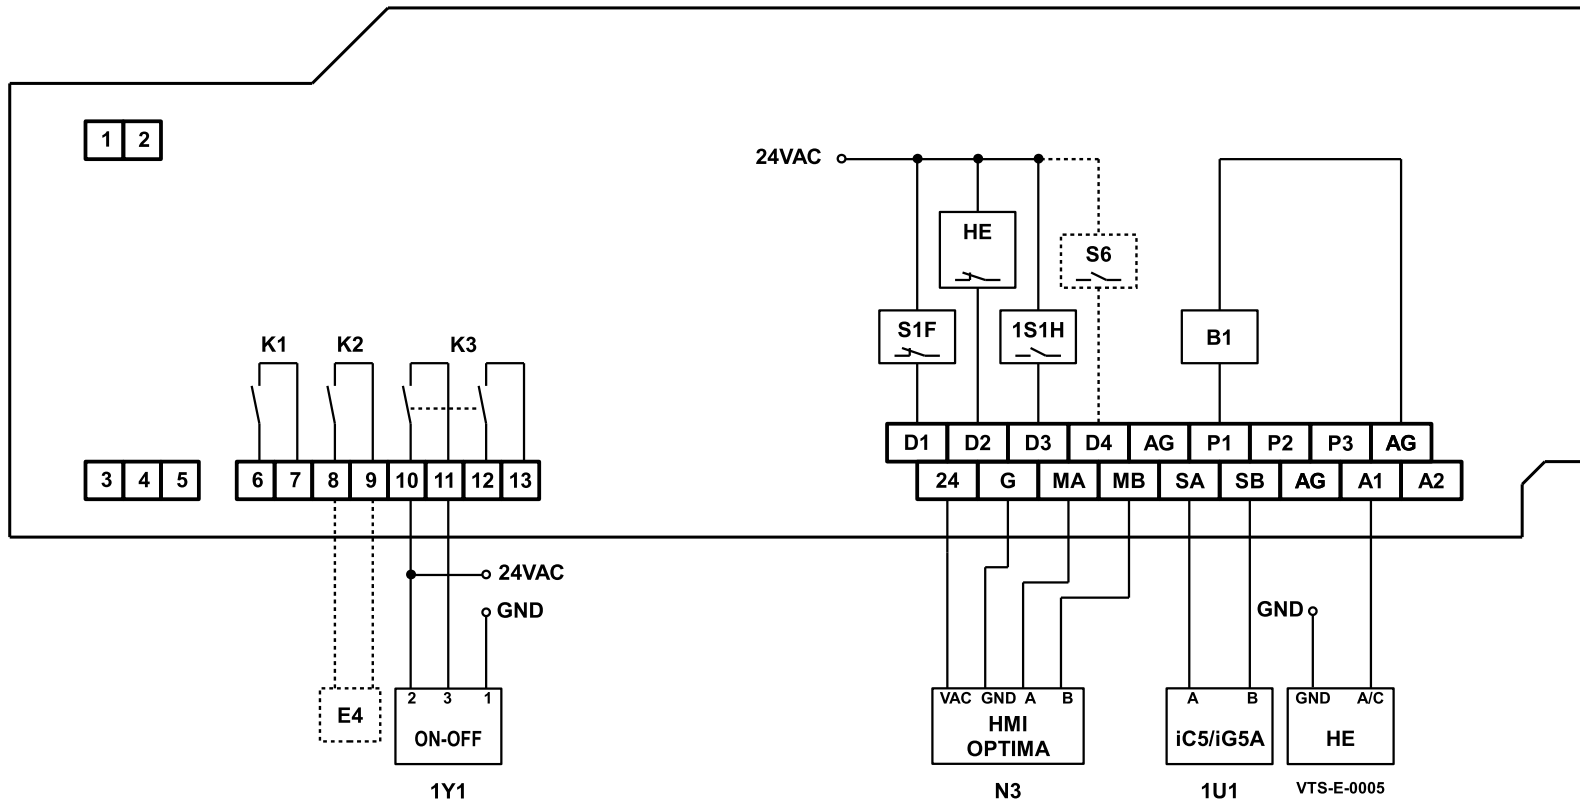 1 2
24VAC
HE
S6
S1F 1S1H B1
K1 K2 K3
D1 D2 D3 D4 AG P1 P2 P3 AG
3 4 5 6 7 8 9 10 11 12 13
24 G MA MB SA SB AG A1 A2
24VAC
GND
GND
2 3 1
VAC GND A B
A B
GND A/C
E4
ON-OFF
HMI
OPTIMA
iC5/iG5A
HE
1Y1
N3
1U1
VTS-E-0005